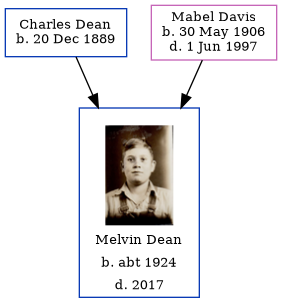 Charles Dean
b. 20 Dec 1889
Mabel Davis
b. 30 May 1906
d. 1 Jun 1997
Melvin Dean
b. abt 1924
d. 2017